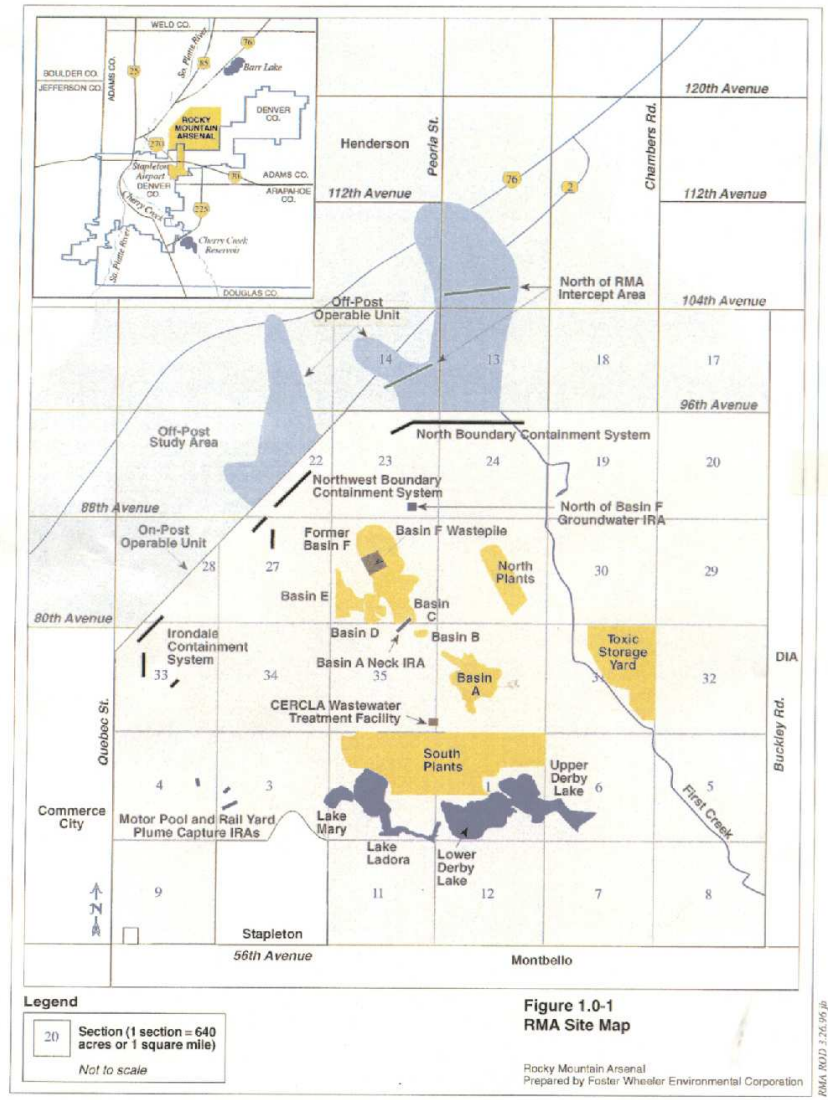 WELD CO.
So. Platte River
76
85
25
Barr Lake
BOULDER CO.
JEFFERSON CO.
ADAMS CO.
DENVER
CO.
ROCKY
MOUNTAIN
ARSENAL
270
Stapleton
Airport
70
ADAMS CO.
ARAPAHOE
CO.
DENVER
CO.
Cherry Creek
225
So. Platte River
Cherry Creek
Reservoir
DOUGLAS CO.
120th Avenue
Henderson
Peoria St.
Chambers Rd.
76
2
112th Avenue
112th Avenue
North of RMA
Intercept Area
Off-Post
Operable Unit
104th Avenue
14
13
18
17
96th Avenue
Off-Post
Study Area
North Boundary Containment System
22
23
24
19
20
Northwest Boundary
Containment System
88th Avenue
North of Basin F
Groundwater IRA
On-Post
Operable Unit
Former
Basin F
Basin F Wastepile
28
27
North
Plants
30
29
Basin E
Basin
C
80th Avenue
Irondale
Containment
System
Basin D
Basin B
Toxic
Storage
Yard
Basin A Neck IRA
DIA
33
34
35
Basin
A
31
32
CERCLA Wastewater
Treatment Facility
Quebec St.
Buckley Rd.
South
Plants
Upper
Derby
Lake
4
3
1
6
5
Commerce
City
Motor Pool and Rail Yard
Plume Capture IRAs
Lake
Mary
First Creek
Lake
Ladora
Lower
Derby
Lake
9
11
12
7
8
N
Stapleton
56th Avenue
Montbello
Legend
20
Section (1 section = 640
acres or 1 square mile)
Not to scale
Figure 1.0-1
RMA Site Map
Rocky Mountain Arsenal
Prepared by Foster Wheeler Environmental Corporation
RMA ROD 3.26.96 jb